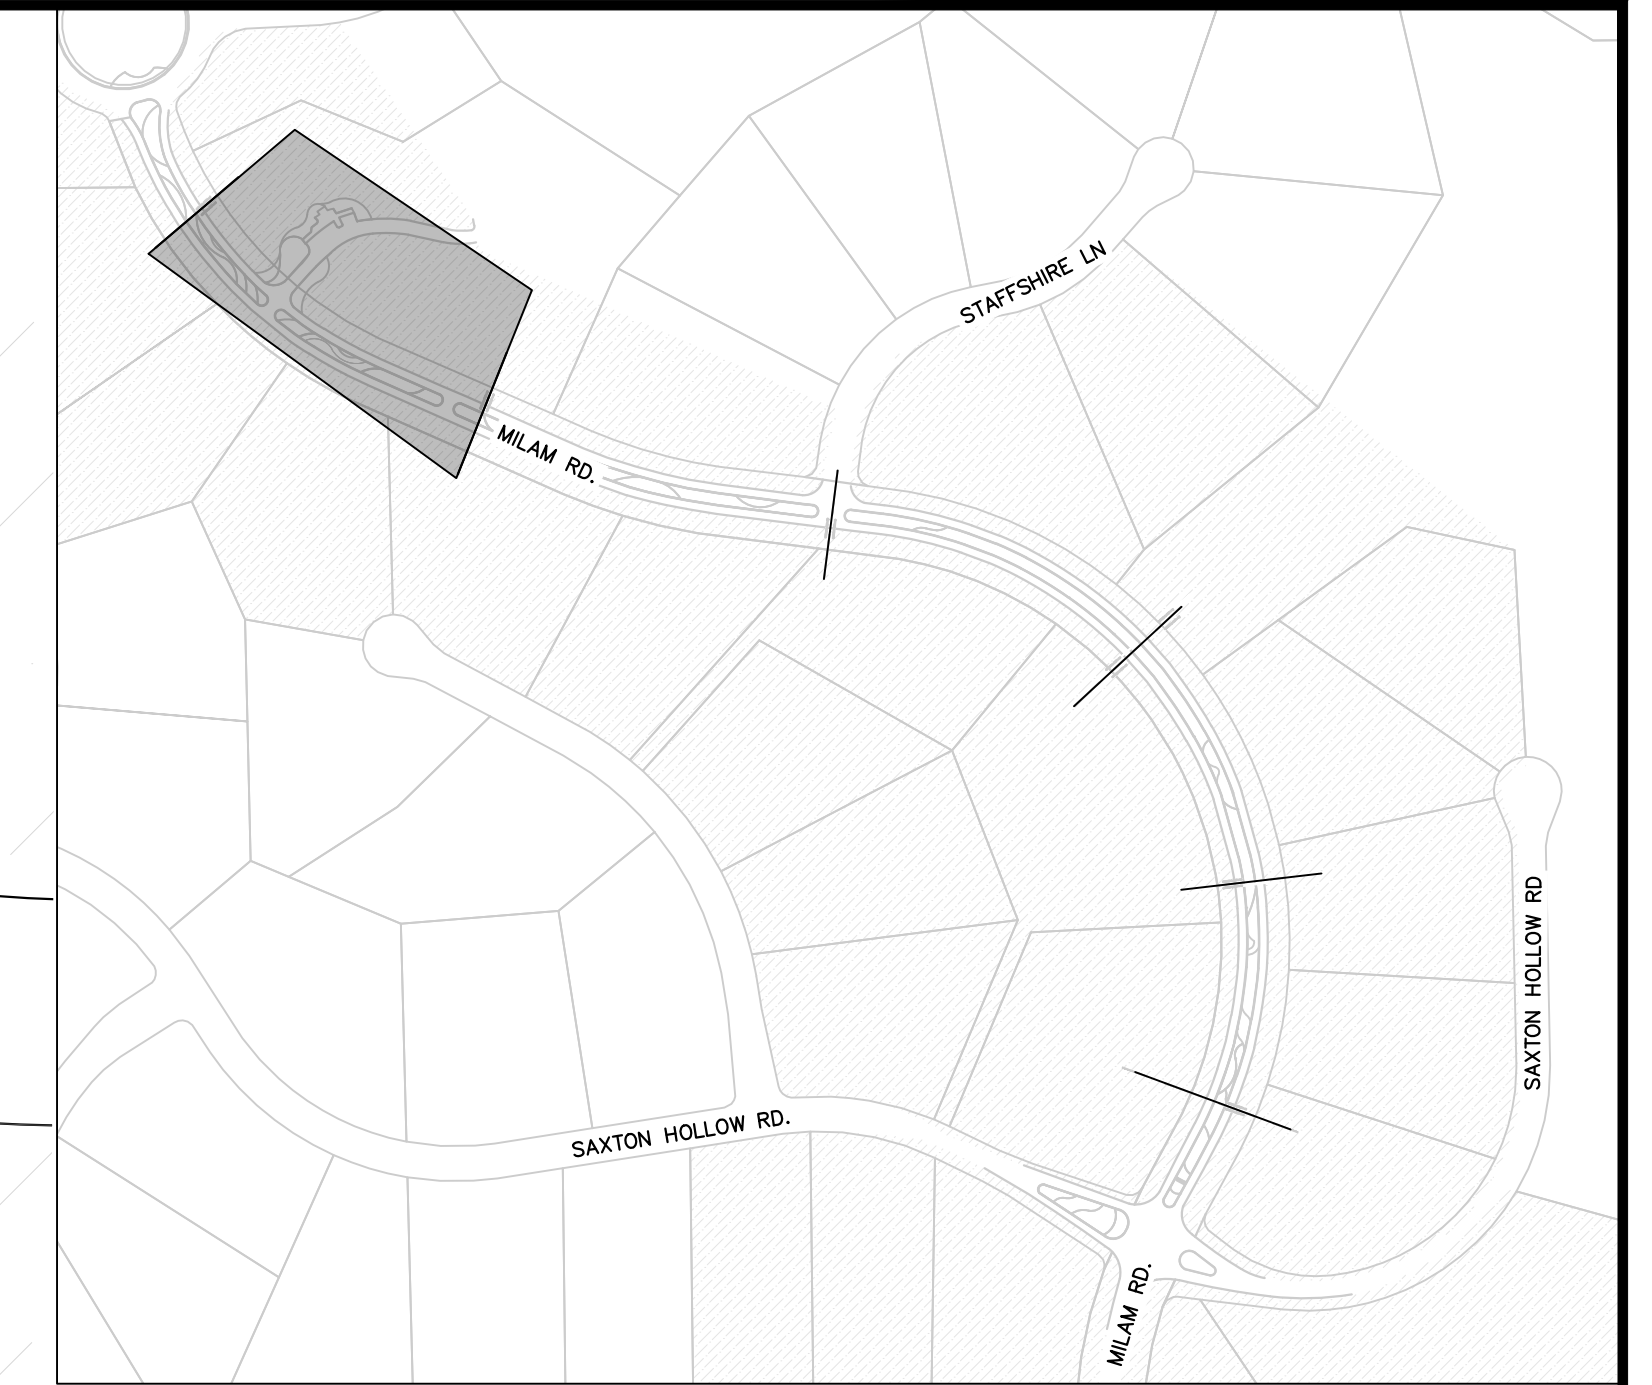 STAFFSHIRE LN
MILAM RD.
SAXTON HOLLOW RD
SAXTON HOLLOW RD.
MILAM RD.